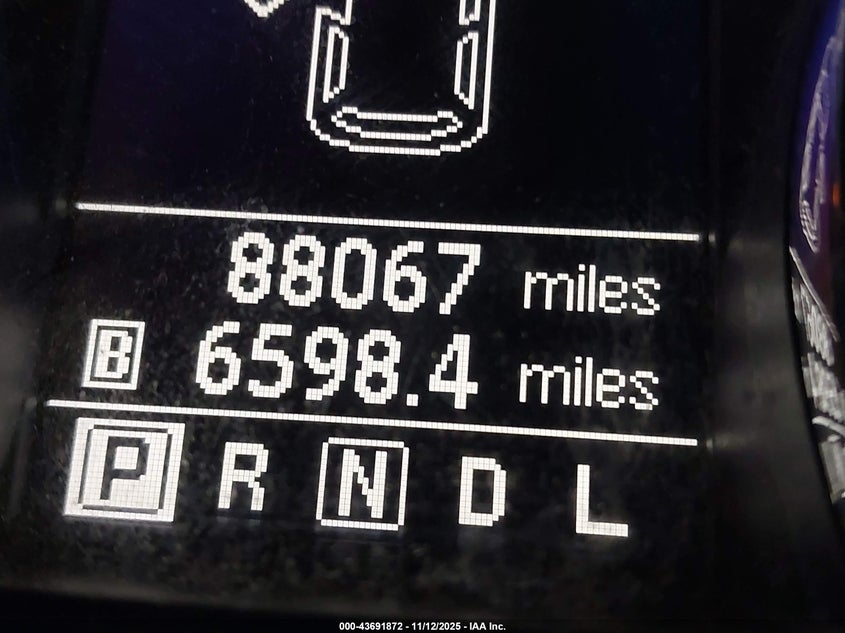 88067 miles
B 6598.4 miles
P R N D L
000-43691872 - 11/12/2025 - IAA Inc.